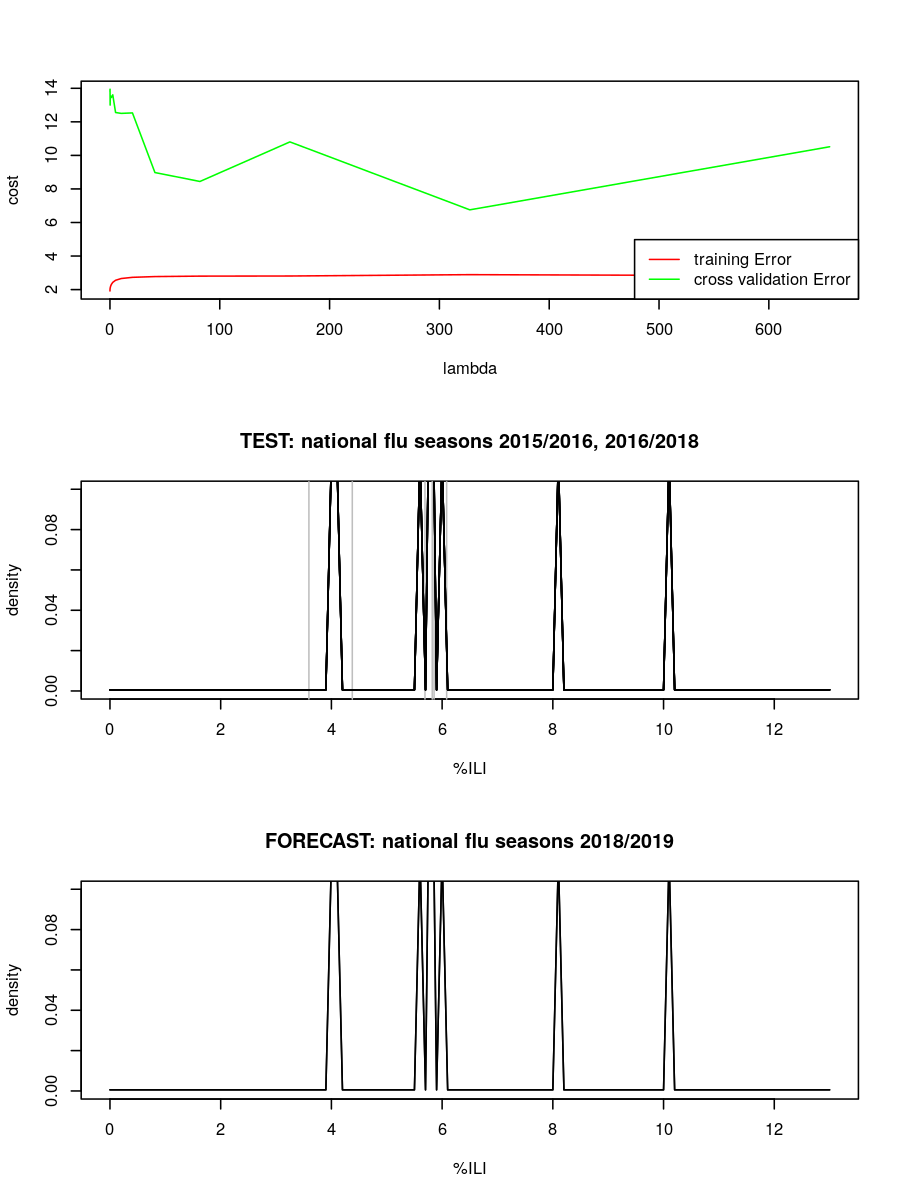 14
12
10
8
6
4
2
cost
training Error
cross validation Error
0 100 200 300 400 500 600
lambda
TEST: national flu seasons 2015/2016, 2016/2018
0.08
0.04
0.00
density
0 2 4 6 8 10 12
%ILI
FORECAST: national flu seasons 2018/2019
0.08
0.04
0.00
density
0 2 4 6 8 10 12
%ILI